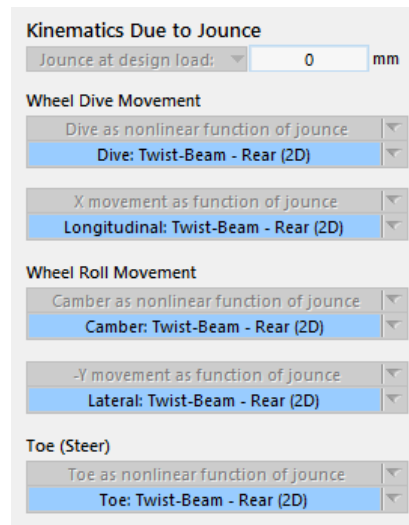 Kinematics Due to Jounce
Jounce at design load: 0 mm
Wheel Dive Movement
Dive as nonlinear function of jounce
Dive: Twist-Beam - Rear (2D)
X movement as function of jounce
Longitudinal: Twist-Beam - Rear (2D)
Wheel Roll Movement
Camber as nonlinear function of jounce
Camber: Twist-Beam - Rear (2D)
-Y movement as function of jounce
Lateral: Twist-Beam - Rear (2D)
Toe (Steer)
Toe as nonlinear function of jounce
Toe: Twist-Beam - Rear (2D)